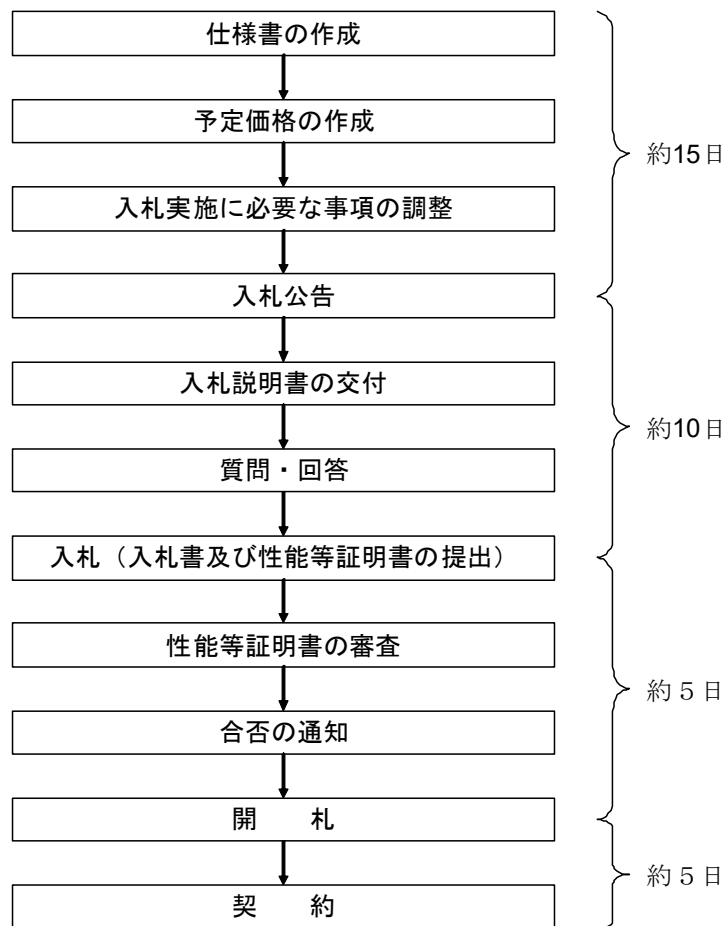 仕様書の作成
予定価格の作成
約15日
入札実施に必要な事項の調整
入札公告
入札説明書の交付
約10日
質問・回答
入札（入札書及び性能等証明書の提出）
性能等証明書の審査
約５日
合否の通知
開　　札
約５日
契　　約